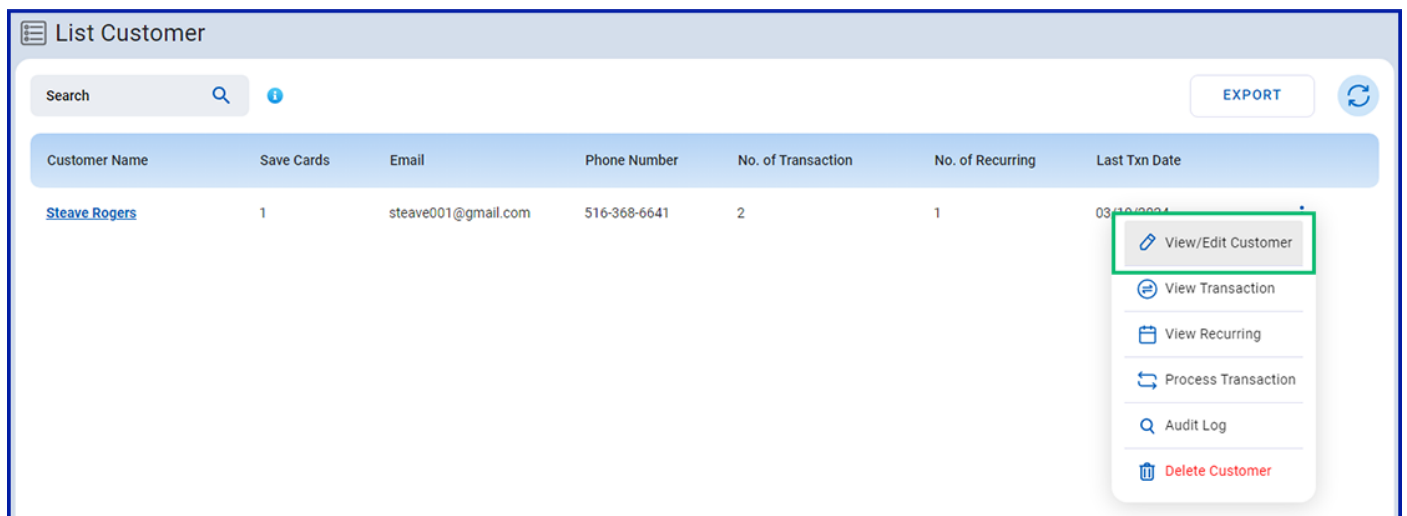 List Customer
Search
EXPORT
Customer Name Save Cards Email Phone Number No. of Transaction No. of Recurring Last Txn Date
Steave Rogers 1 steave001@gmail.com 516-368-6641 2 1
View/Edit Customer
View Transaction
View Recurring
Process Transaction
Audit Log
Delete Customer